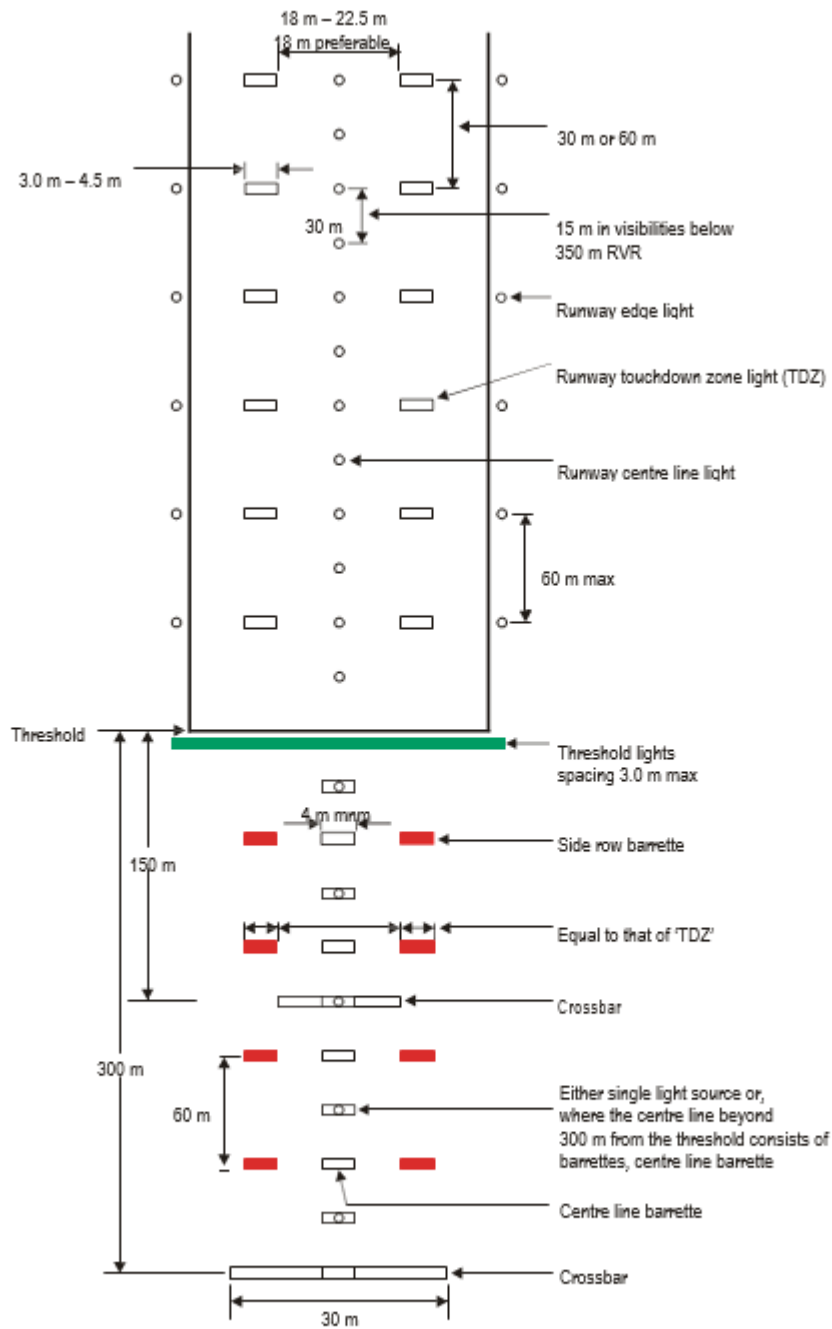 18 m – 22.5 m
18 m preferable
30 m or 60 m
3.0 m – 4.5 m
30 m
15 m in visibilities below
350 m RVR
Runway edge light
Runway touchdown zone light (TDZ)
Runway centre line light
60 m max
Threshold
Threshold lights
spacing 3.0 m max
4 m mnm
Side row barrette
150 m
Equal to that of ‘TDZ’
Crossbar
300 m
60 m
Either single light source or,
where the centre line beyond
300 m from the threshold consists of
barrettes, centre line barrette
Centre line barrette
Crossbar
30 m